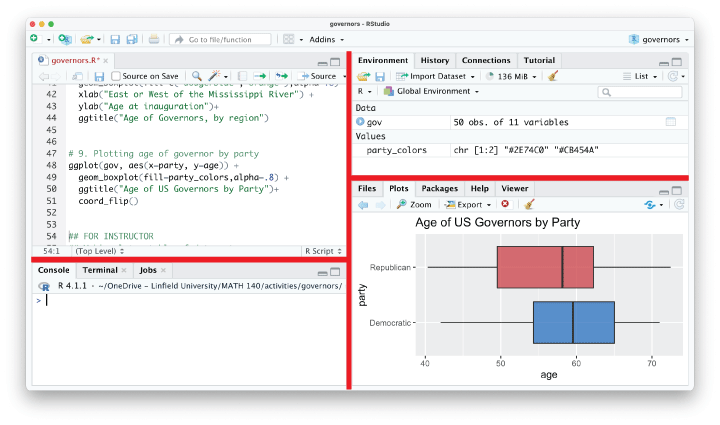 governors - RStudio
Go to file/function
Addins
governors
governors.R*
Source on Save
Source
42 xlab("East or West of the Mississippi River") +
43 ylab("Age at inauguration")+
44 ggtitle("Age of Governors, by region")
45
46
47 # 9. Plotting age of governor by party
48 ggplot(gov, aes(x=party, y=age)) +
49 geom_boxplot(fill=party_colors,alpha=.8) +
50 ggtitle("Age of US Governors by Party")+
51 coord_flip()
52
53
54 ## FOR INSTRUCTOR
54:1 (Top Level) R Script
Console Terminal Jobs
R 4.1.1 · ~/OneDrive - Linfield University/MATH 140/activities/governors/
>
Environment History Connections Tutorial
Import Dataset 136 MiB List
R Global Environment
Data
gov 50 obs. of 11 variables
Values
party_colors chr [1:2] "#2E74C0" "#CB454A"
Files Plots Packages Help Viewer
Zoom Export
Age of US Governors by Party
Republican
party
Democratic
40 50 60 70
age